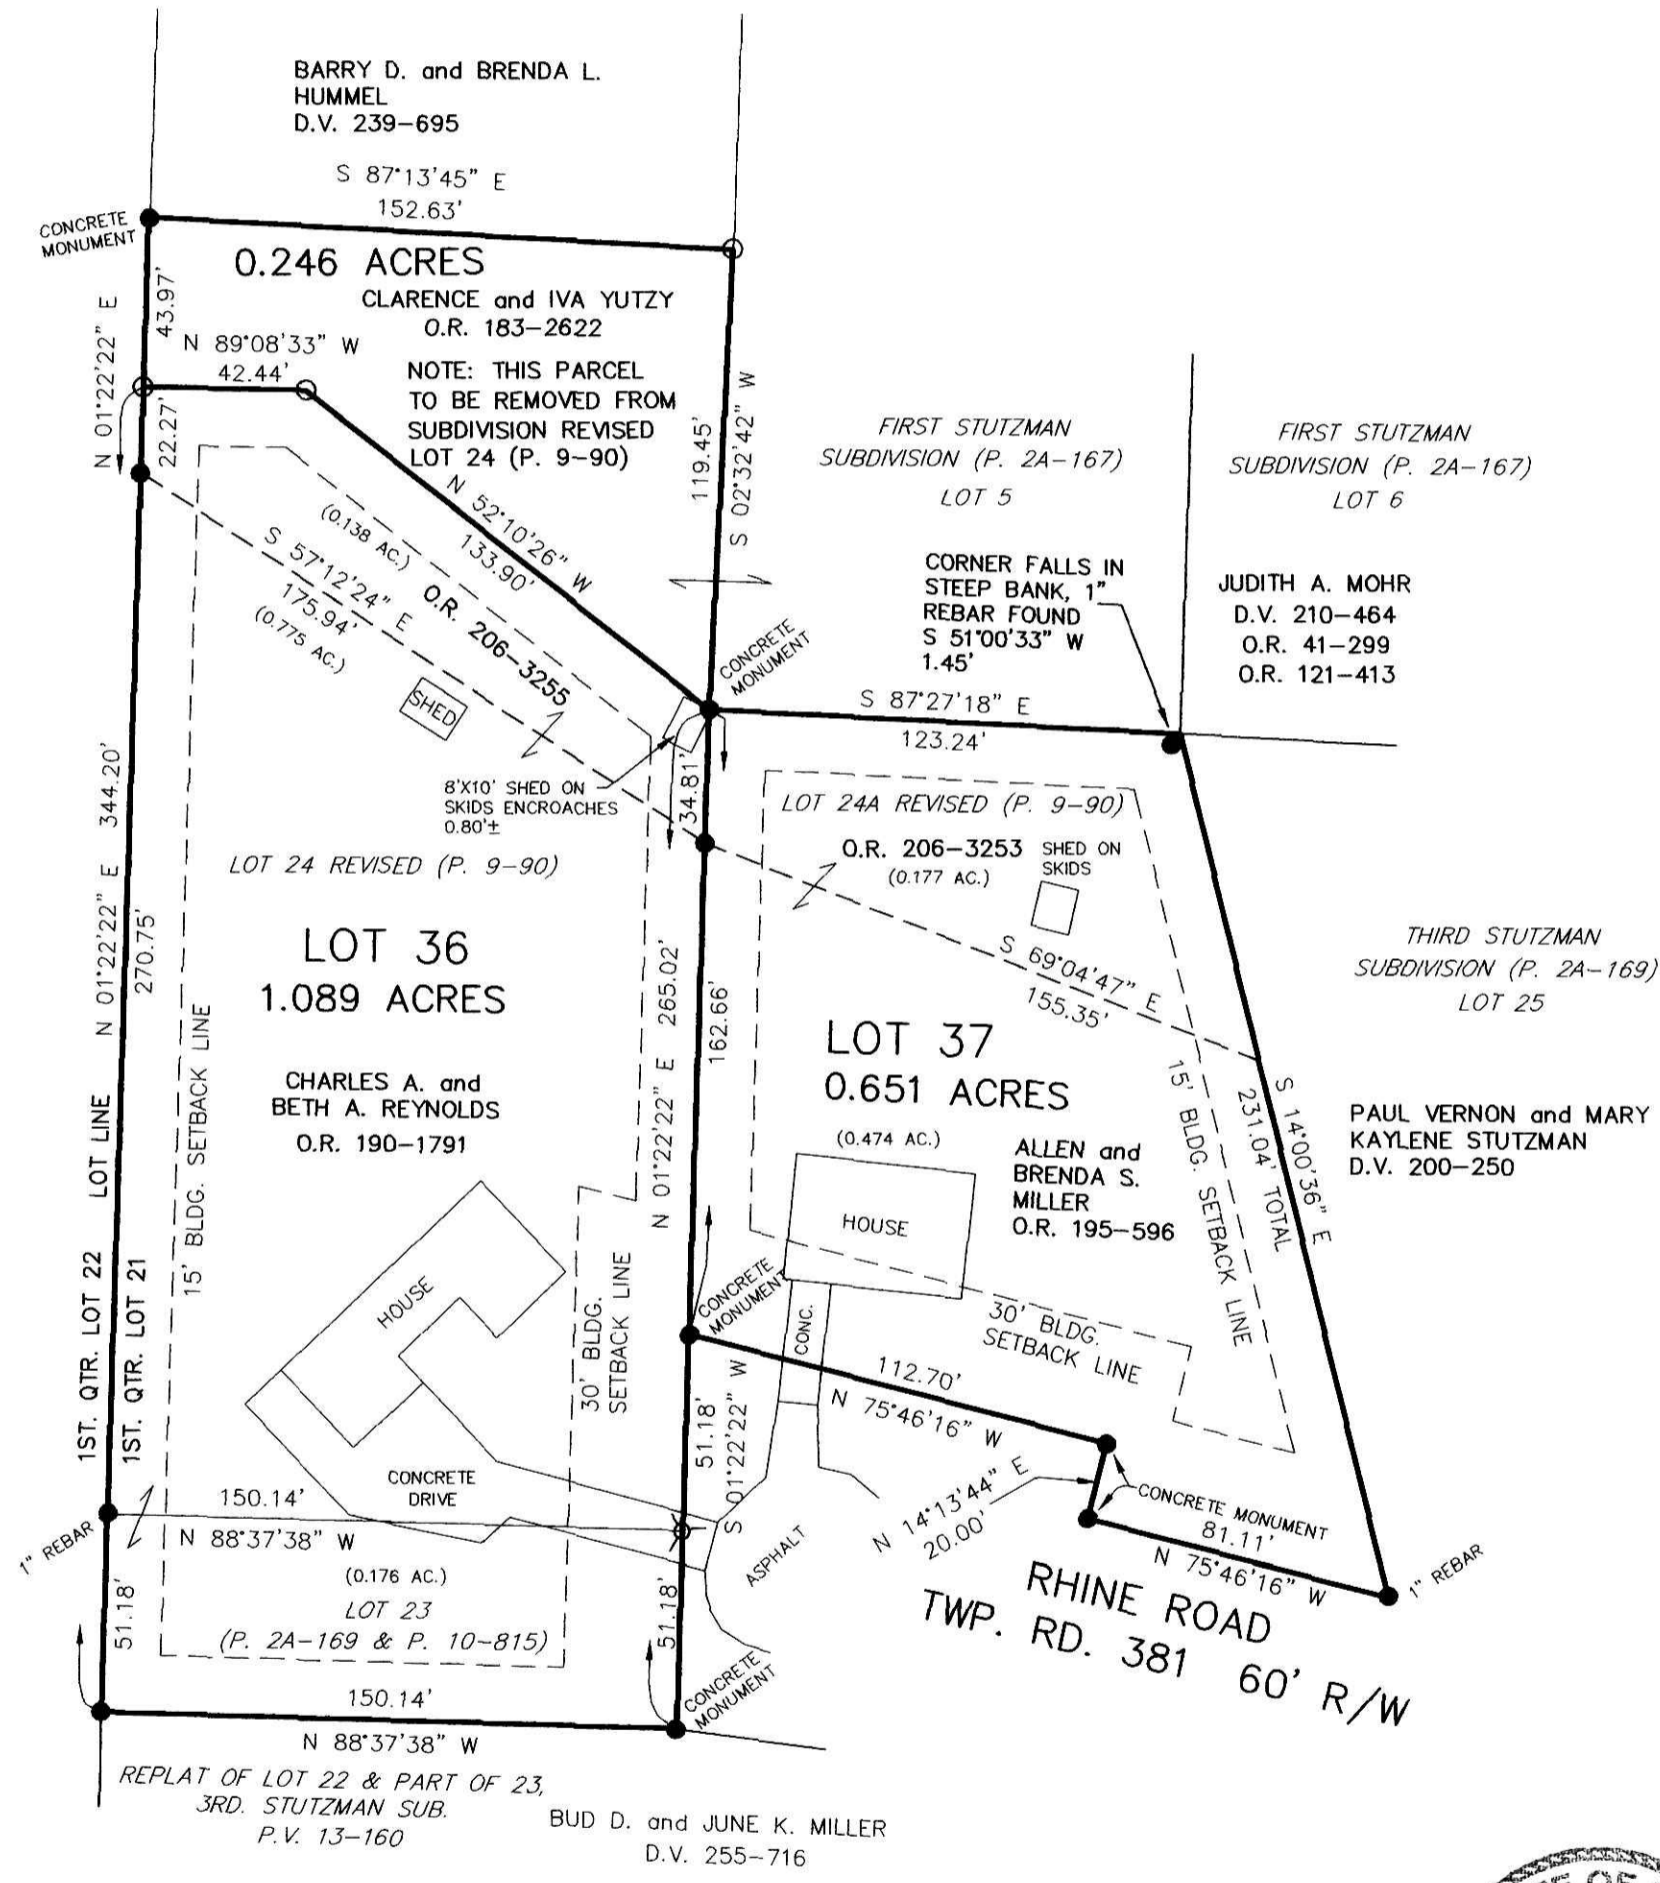 BARRY D. and BRENDA L.
HUMMEL
D.V. 239-695
S 87°13'45" E
152.63'
CONCRETE
MONUMENT
0.246 ACRES
CLARENCE and IVA YUTZY
O.R. 183-2622
N 01°22'22" E
43.97'
N 89°08'33" W
42.44'
NOTE: THIS PARCEL
TO BE REMOVED FROM
SUBDIVISION REVISED
LOT 24 (P. 9-90)
22.27'
119.45'
S 02°32'42" W
FIRST STUTZMAN
SUBDIVISION (P. 2A-167)
LOT 5
FIRST STUTZMAN
SUBDIVISION (P. 2A-167)
LOT 6
N 52°10'26" W
133.90'
(0.138 AC.)
O.R. 206-3255
S 57°12'24" E
175.94'
(0.775 AC.)
SHED
CONCRETE
MONUMENT
CORNER FALLS IN
STEEP BANK, 1"
REBAR FOUND
S 51°00'33" W
1.45'
JUDITH A. MOHR
D.V. 210-464
O.R. 41-299
O.R. 121-413
S 87°27'18" E
123.24'
8'X10' SHED ON
SKIDS ENCROACHES
0.80'±
34.81'
LOT 24A REVISED (P. 9-90)
O.R. 206-3253
(0.177 AC.)
SHED ON
SKIDS
LOT 24 REVISED (P. 9-90)
LOT 36
1.089 ACRES
CHARLES A. and
BETH A. REYNOLDS
O.R. 190-1791
1ST. QTR. LOT 22 LOT LINE N 01°22'22" E 344.20'
1ST. QTR. LOT 21
270.75'
15' BLDG. SETBACK LINE
N 01°22'22" E 265.02'
162.66'
S 69°04'47" E
155.35'
THIRD STUTZMAN
SUBDIVISION (P. 2A-169)
LOT 25
LOT 37
0.651 ACRES
(0.474 AC.)
ALLEN and
BRENDA S.
MILLER
O.R. 195-596
15' BLDG. SETBACK LINE
231.04' TOTAL
S 14°00'36" E
PAUL VERNON and MARY
KAYLENE STUTZMAN
D.V. 200-250
HOUSE
HOUSE
30' BLDG.
SETBACK LINE
CONCRETE
MONUMENT
CONC.
30' BLDG.
SETBACK LINE
112.70'
N 75°46'16" W
51.18'
S 01°22'22" W
CONCRETE
DRIVE
150.14'
N 88°37'38" W
1" REBAR
ASPHALT
N 14°13'44" E
20.00'
CONCRETE MONUMENT
81.11'
N 75°46'16" W
1" REBAR
RHINE ROAD
TWP. RD. 381 60' R/W
(0.176 AC.)
LOT 23
(P. 2A-169 & P. 10-815)
51.18'
51.18'
CONCRETE
MONUMENT
150.14'
N 88°37'38" W
REPLAT OF LOT 22 & PART OF 23,
3RD. STUTZMAN SUB.
P.V. 13-160
BUD D. and JUNE K. MILLER
D.V. 255-716
OF